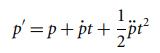 p′ = p + ṗt + 1/2 p̈t²